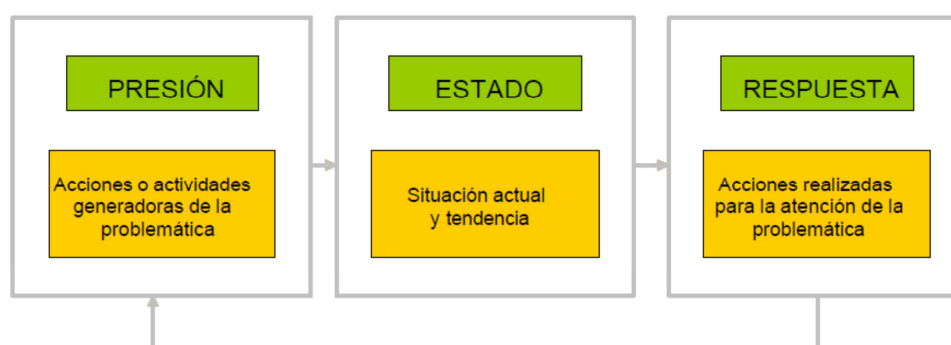 PRESIÓN
Acciones o actividades
generadoras de la
problemática
ESTADO
Situación actual
y tendencia
RESPUESTA
Acciones realizadas
para la atención de la
problemática